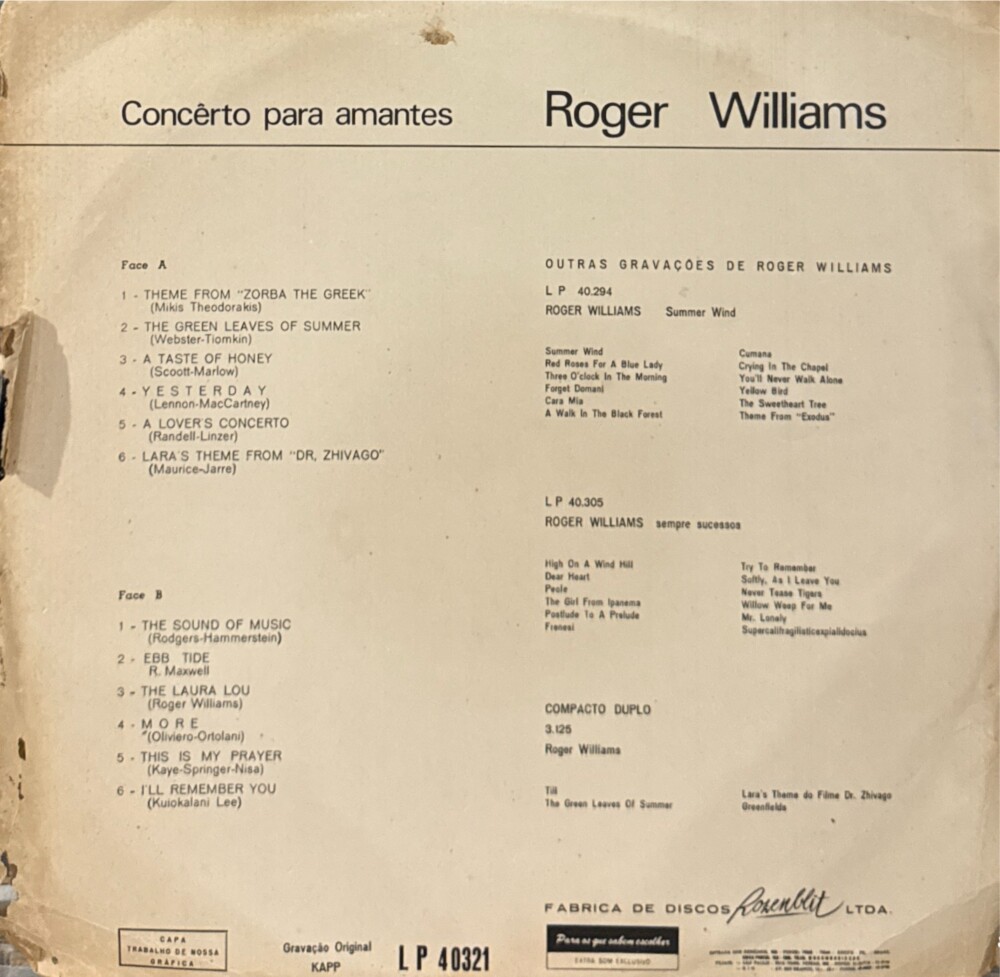 Concêrto para amantes
Roger Williams
Face A
1 - THEME FROM "ZORBA THE GREEK"
(Mikis Theodorakis)
2 - THE GREEN LEAVES OF SUMMER
(Webster-Tiomkin)
3 - A TASTE OF HONEY
(Scoott-Marlow)
4 - Y E S T E R D A Y
(Lennon-MacCartney)
5 - A LOVER'S CONCERTO
(Randell-Linzer)
6 - LARA'S THEME FROM "DR, ZHIVAGO"
(Maurice-Jarre)
Face B
1 - THE SOUND OF MUSIC
(Rodgers-Hammerstein)
2 - EBB TIDE
R. Maxwell
3 - THE LAURA LOU
(Roger Williams)
4 - M O R E
(Oliviero-Ortolani)
5 - THIS IS MY PRAYER
(Kaye-Springer-Nisa)
6 - I'LL REMEMBER YOU
(Kuiokalani Lee)
OUTRAS GRAVAÇÕES DE ROGER WILLIAMS
L P 40.294
ROGER WILLIAMS Summer Wind
Summer Wind
Red Roses For A Blue Lady
Three O'clock In The Morning
Forget Domani
Cara Mia
A Walk In The Black Forest
Cumana
Crying In The Chapel
You'll Never Walk Alone
Yellow Bird
The Sweetheart Tree
Theme From "Exodus"
L P 40.305
ROGER WILLIAMS sempre sucessos
High On A Wind Hill
Dear Heart
Peole
The Girl From Ipanema
Postlude To A Prelude
Frenesi
Try To Remember
Softly, As I Leave You
Never Tease Tigers
Willow Weep For Me
Mr. Lonely
Supercalifragilisticexpialidocius
COMPACTO DUPLO
3.125
Roger Williams
Till
The Green Leaves Of Summer
Lara's Theme do Filme Dr. Zhivago
Greenfields
FABRICA DE DISCOS Rozenblit LTDA.
CAPA
TRABALHO DE NOSSA
GRÁFICA
Gravação Original
KAPP
LP 40321
Para os que sabem escolher
EXTRA SOM EXCLUSIVO